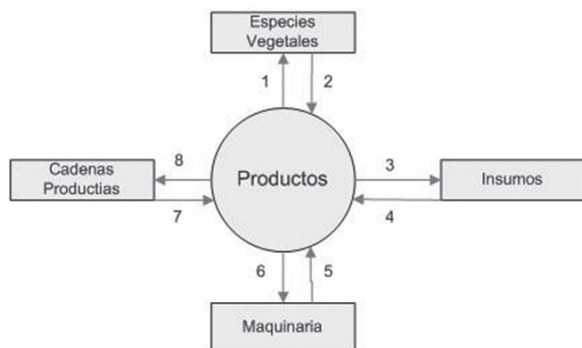 Especies
Vegetales
1
2
Cadenas
Productias
8
7
Productos
3
4
Insumos
6
5
Maquinaria